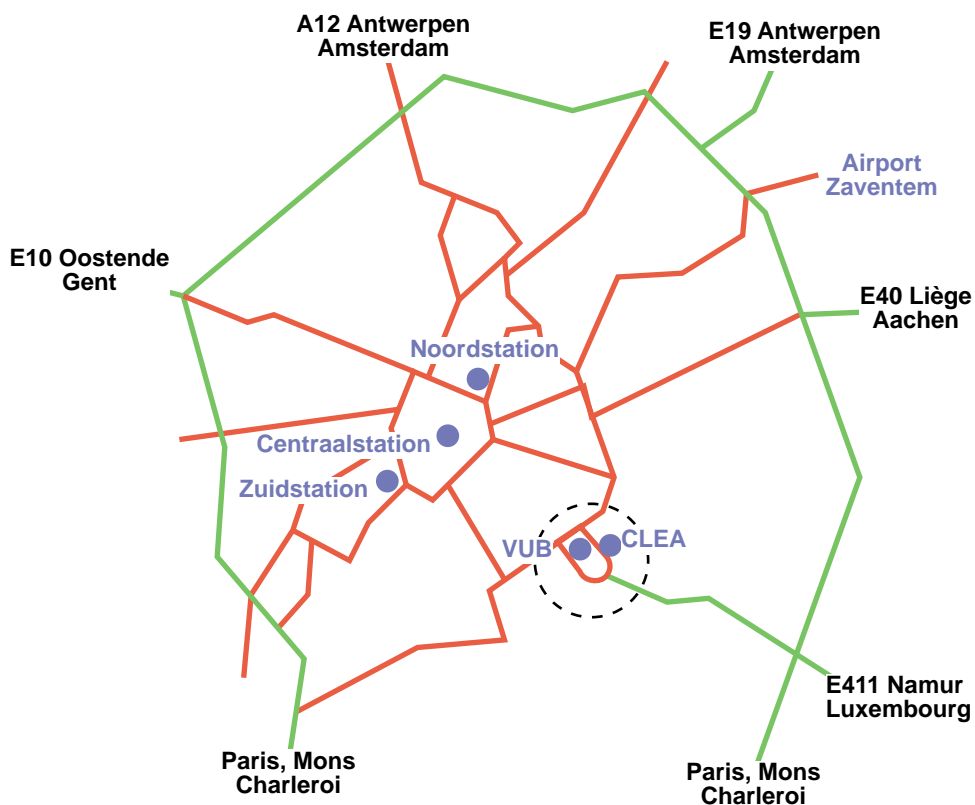 A12 Antwerpen
Amsterdam
E19 Antwerpen
Amsterdam
Airport
Zaventem
E10 Oostende
Gent
E40 Liège
Aachen
Noordstation
Centraalstation
Zuidstation
VUB
CLEA
E411 Namur
Luxembourg
Paris, Mons
Charleroi
Paris, Mons
Charleroi